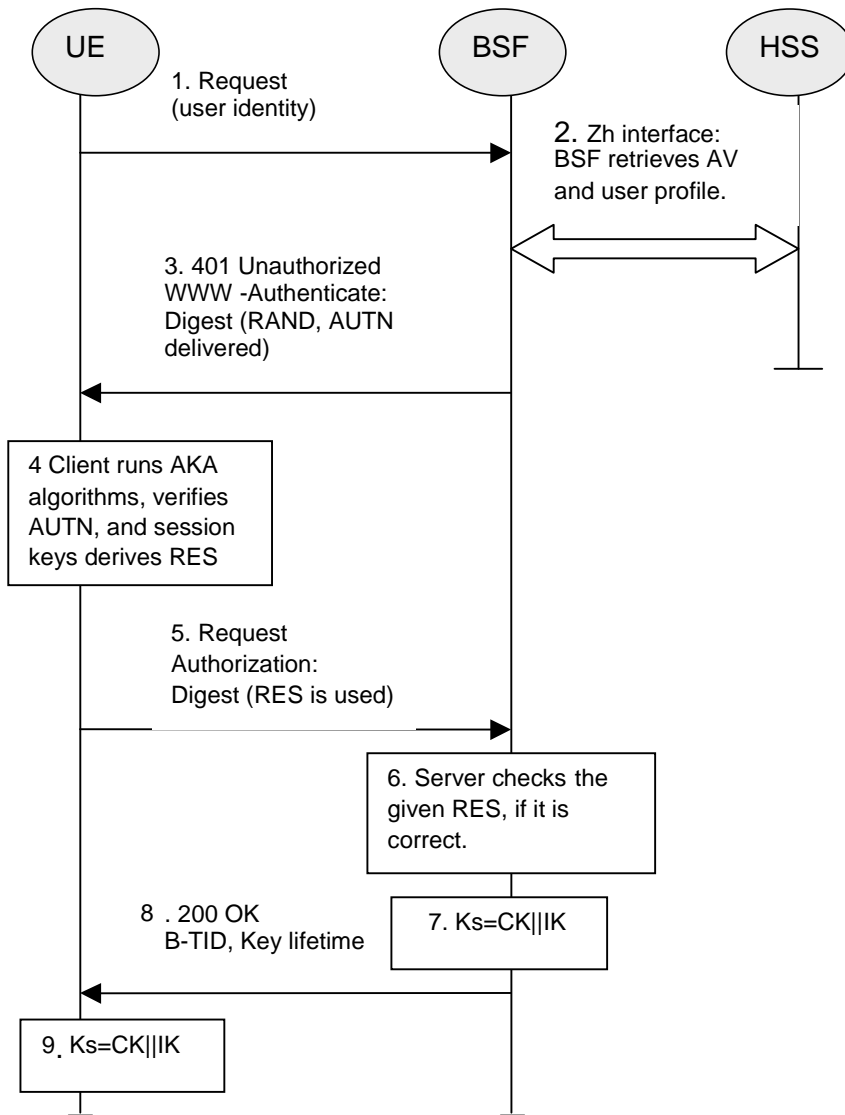 UE
BSF
HSS
1. Request
(user identity)
2. Zh interface:
BSF retrieves AV
and user profile.
3. 401 Unauthorized
WWW -Authenticate:
Digest (RAND, AUTN
delivered)
4 Client runs AKA
algorithms, verifies
AUTN, and session
keys derives RES
5. Request
Authorization:
Digest (RES is used)
6. Server checks the
given RES, if it is
correct.
7. Ks=CK||IK
8 . 200 OK
B-TID, Key lifetime
9. Ks=CK||IK